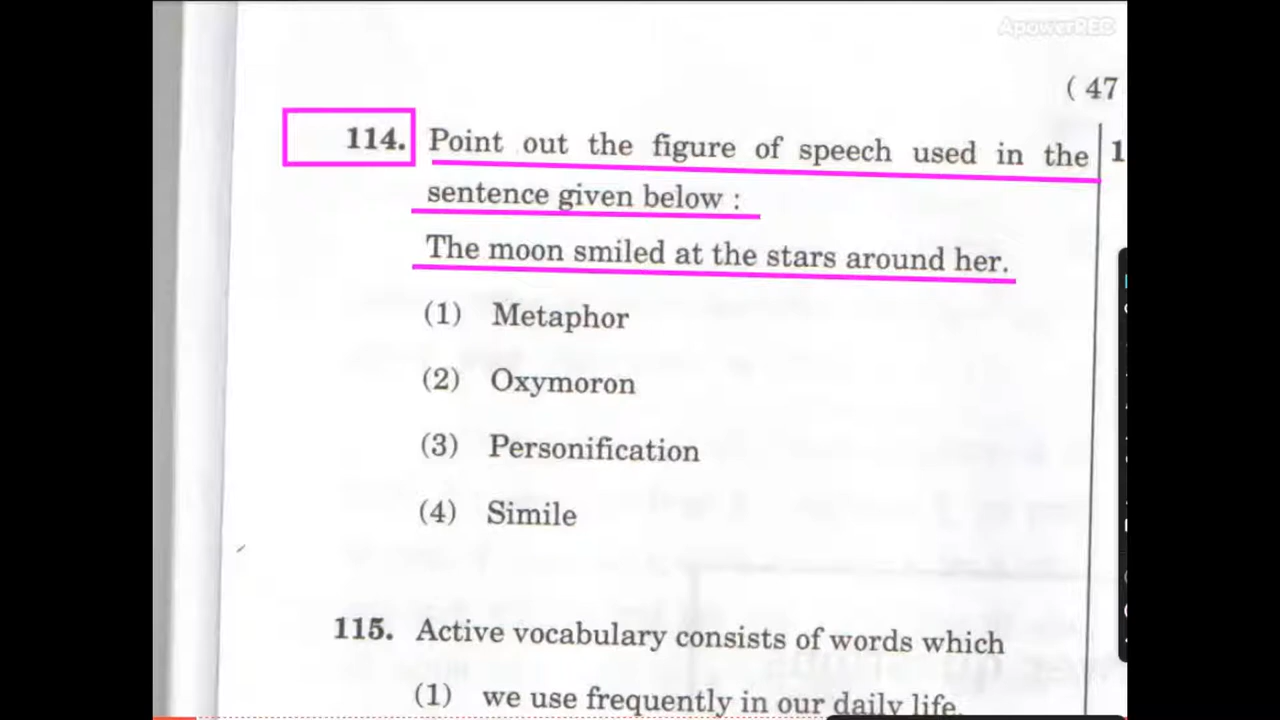 ApowerREC
( 47
114. Point out the figure of speech used in the
sentence given below :
The moon smiled at the stars around her.
(1) Metaphor
(2) Oxymoron
(3) Personification
(4) Simile
115. Active vocabulary consists of words which
(1) we use frequently in our daily life.
1